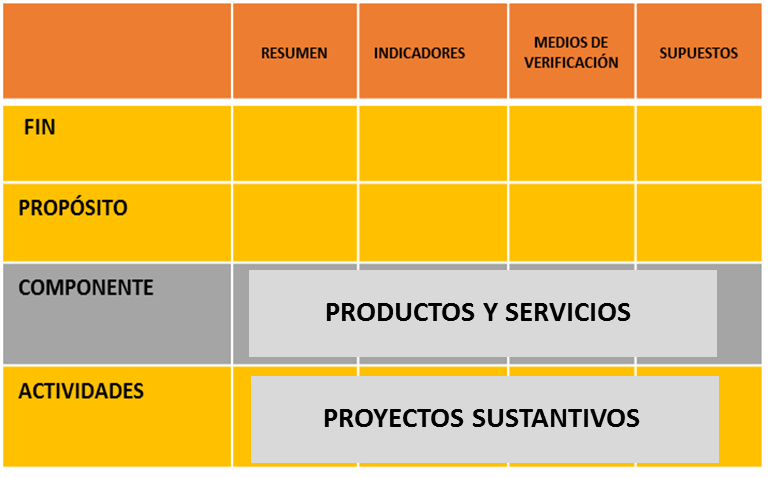 RESUMEN INDICADORES MEDIOS DE VERIFICACIÓN SUPUESTOS
FIN
PROPÓSITO
COMPONENTE PRODUCTOS Y SERVICIOS
ACTIVIDADES PROYECTOS SUSTANTIVOS